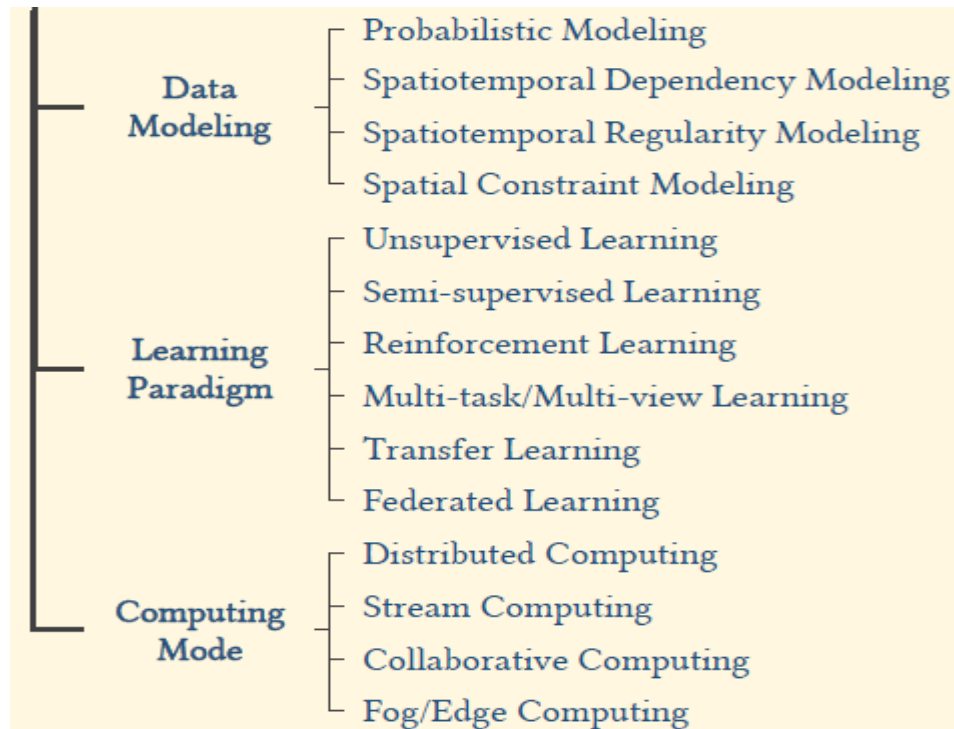 Data
Modeling
Probabilistic Modeling
Spatiotemporal Dependency Modeling
Spatiotemporal Regularity Modeling
Spatial Constraint Modeling
Learning
Paradigm
Unsupervised Learning
Semi-supervised Learning
Reinforcement Learning
Multi-task/Multi-view Learning
Transfer Learning
Federated Learning
Computing
Mode
Distributed Computing
Stream Computing
Collaborative Computing
Fog/Edge Computing